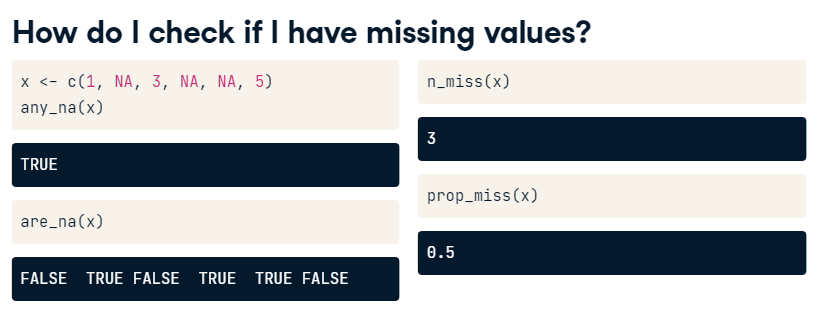 How do I check if I have missing values?
x <- c(1, NA, 3, NA, NA, 5)
any_na(x)
TRUE
are_na(x)
FALSE  TRUE FALSE  TRUE  TRUE FALSE
n_miss(x)
3
prop_miss(x)
0.5